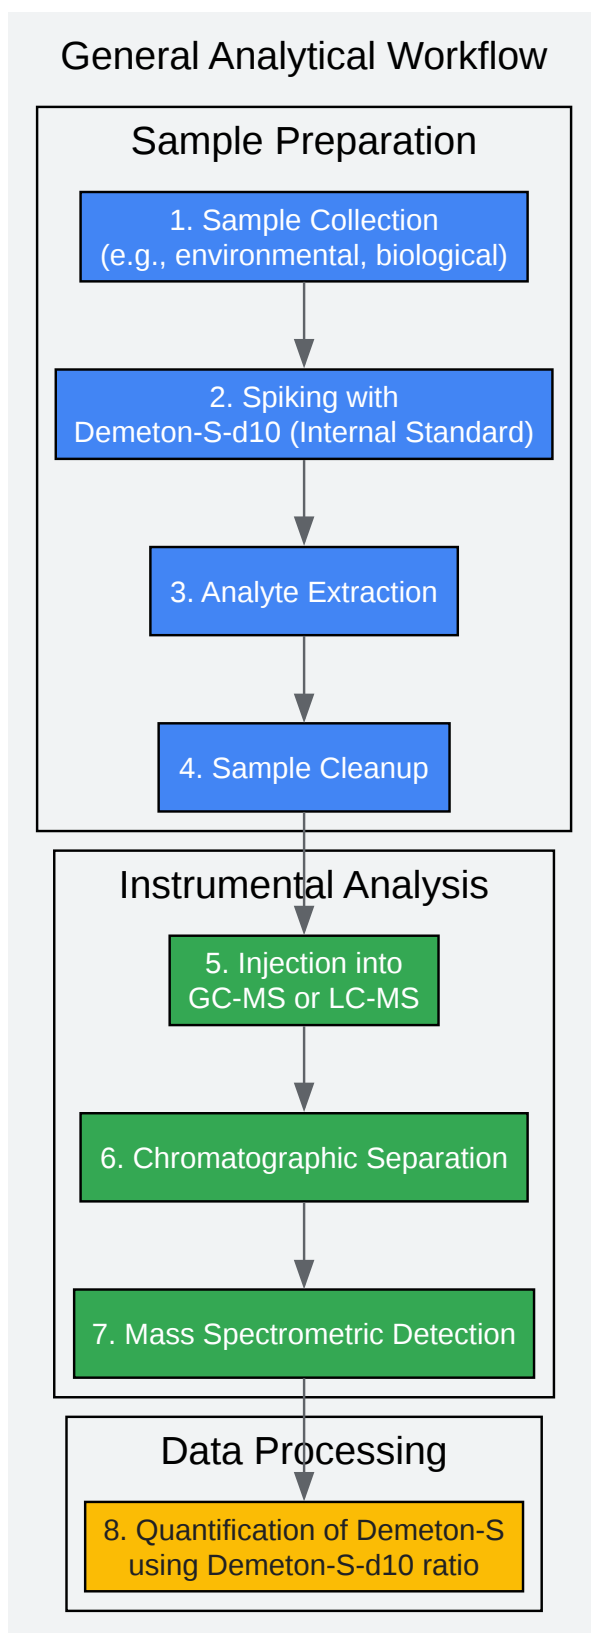 General Analytical Workflow
Sample Preparation
1. Sample Collection
(e.g., environmental, biological)
2. Spiking with
Demeton-S-d10 (Internal Standard)
3. Analyte Extraction
4. Sample Cleanup
Instrumental Analysis
5. Injection into
GC-MS or LC-MS
6. Chromatographic Separation
7. Mass Spectrometric Detection
Data Processing
8. Quantification of Demeton-S
using Demeton-S-d10 ratio